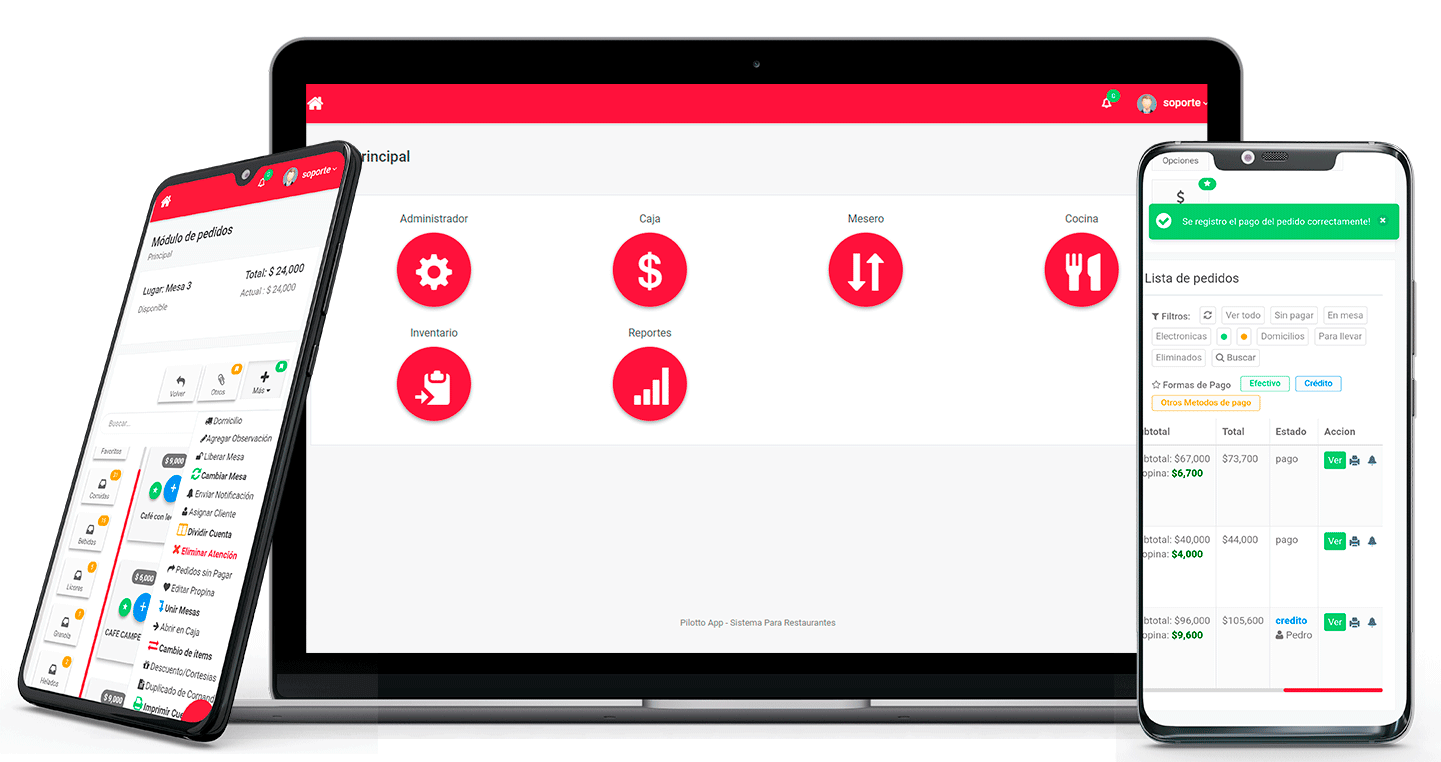 soporte
Módulo de pedidos
Principal
Total: $ 24,000
Lugar: Mesa 3
Actual : $ 24,000
Disponible
Volver
Otros
Más
Buscar...
Domicilio
Agregar Observación
Liberar Mesa
Cambiar Mesa
Enviar Notificación
Asignar Cliente
Dividir Cuenta
Eliminar Atención
Pedidos sin Pagar
Editar Propina
Unir Mesas
Abrir en Caja
Cambio de ítems
Descuento/Cortesias
Duplicado de Comand
Imprimir Cue
Favoritos
Comidas
Bebidas
Licores
Granola
Helados
$ 9,000
Café con le
$ 6,000
CAFE CAMPE
$ 9,000
0
soporte
rincipal
Administrador
Caja
Mesero
Cocina
Inventario
Reportes
Pilotto App - Sistema Para Restaurantes
Opciones
$
Se registro el pago del pedido correctamente!
Lista de pedidos
Filtros:
Ver todo
Sin pagar
En mesa
Electronicas
Domicilios
Para llevar
Eliminados
Buscar
Formas de Pago
Efectivo
Crédito
Otros Metodos de pago
btotal Total Estado Accion
btotal: $67,000 $73,700 pago Ver
opina: $6,700
btotal: $40,000 $44,000 pago Ver
opina: $4,000
btotal: $96,000 $105,600 credito Ver
opina: $9,600 Pedro